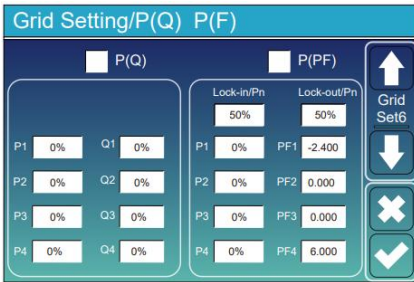 Grid Setting/P(Q) P(F)
P(Q)
P(PF)
Lock-in/Pn Lock-out/Pn
50% 50%
P1 0% Q1 0%
P2 0% Q2 0%
P3 0% Q3 0%
P4 0% Q4 0%
P1 0% PF1 -2.400
P2 0% PF2 0.000
P3 0% PF3 0.000
P4 0% PF4 6.000
Grid
Set6